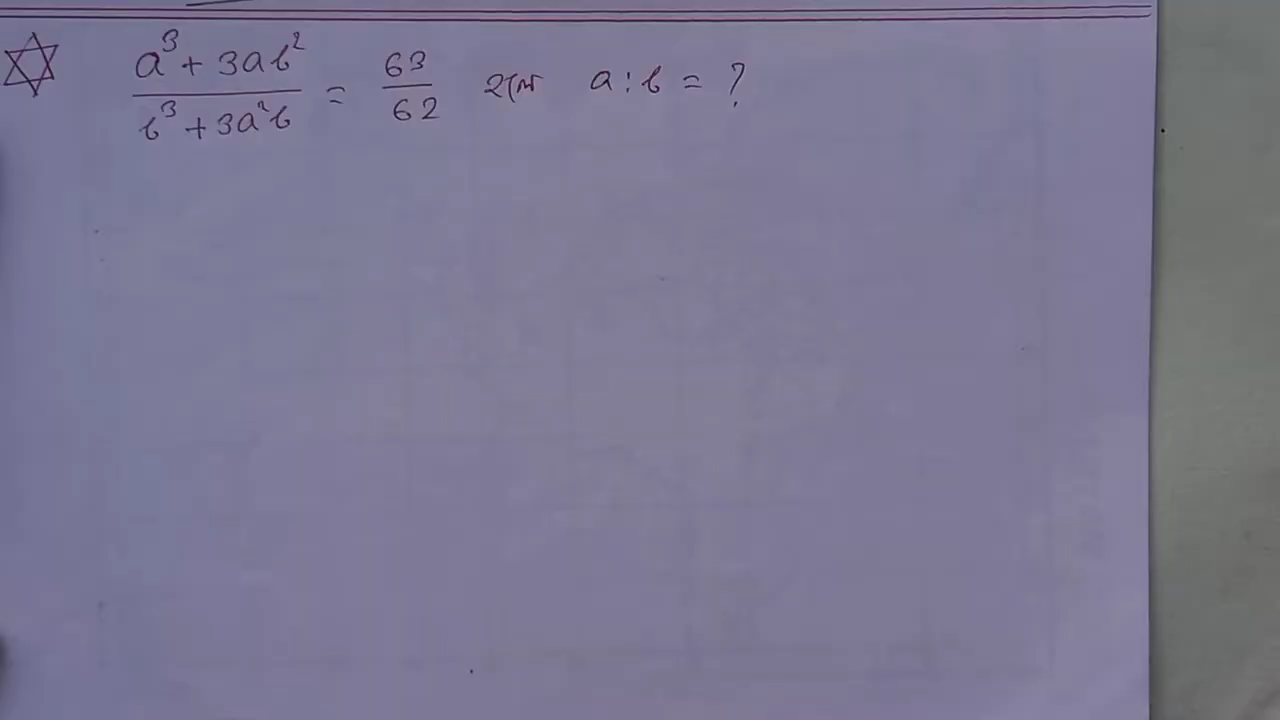 a³ + 3ab² / b³ + 3a²b = 63 / 62 হলে a : b = ?